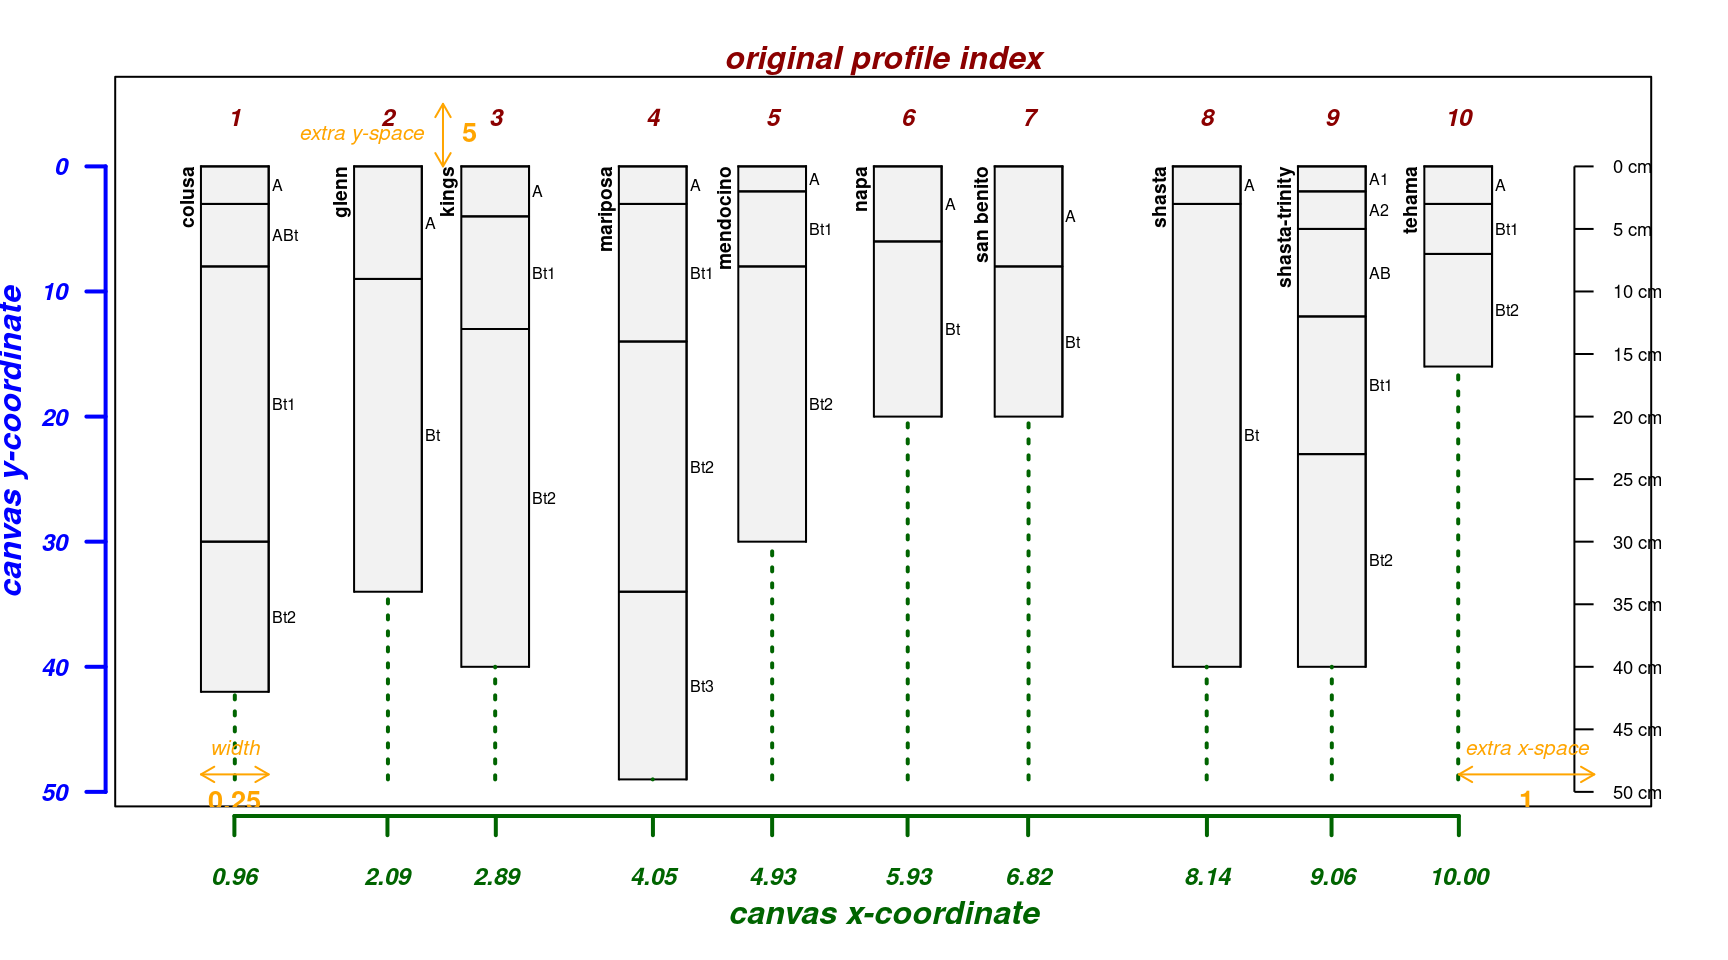 original profile index
1 2 3 4 5 6 7 8 9 10
extra y-space 5
canvas y-coordinate
0
10
20
30
40
50
colusa
A
ABt
Bt1
Bt2
glenn
A
Bt
kings
A
Bt1
Bt2
mariposa
A
Bt1
Bt2
Bt3
mendocino
A
Bt1
Bt2
napa
A
Bt
san benito
A
Bt
shasta
A
Bt
shasta-trinity
A1
A2
AB
Bt1
Bt2
tehama
A
Bt1
Bt2
0 cm
5 cm
10 cm
15 cm
20 cm
25 cm
30 cm
35 cm
40 cm
45 cm
50 cm
width
0.25
extra x-space
1
0.96 2.09 2.89 4.05 4.93 5.93 6.82 8.14 9.06 10.00
canvas x-coordinate